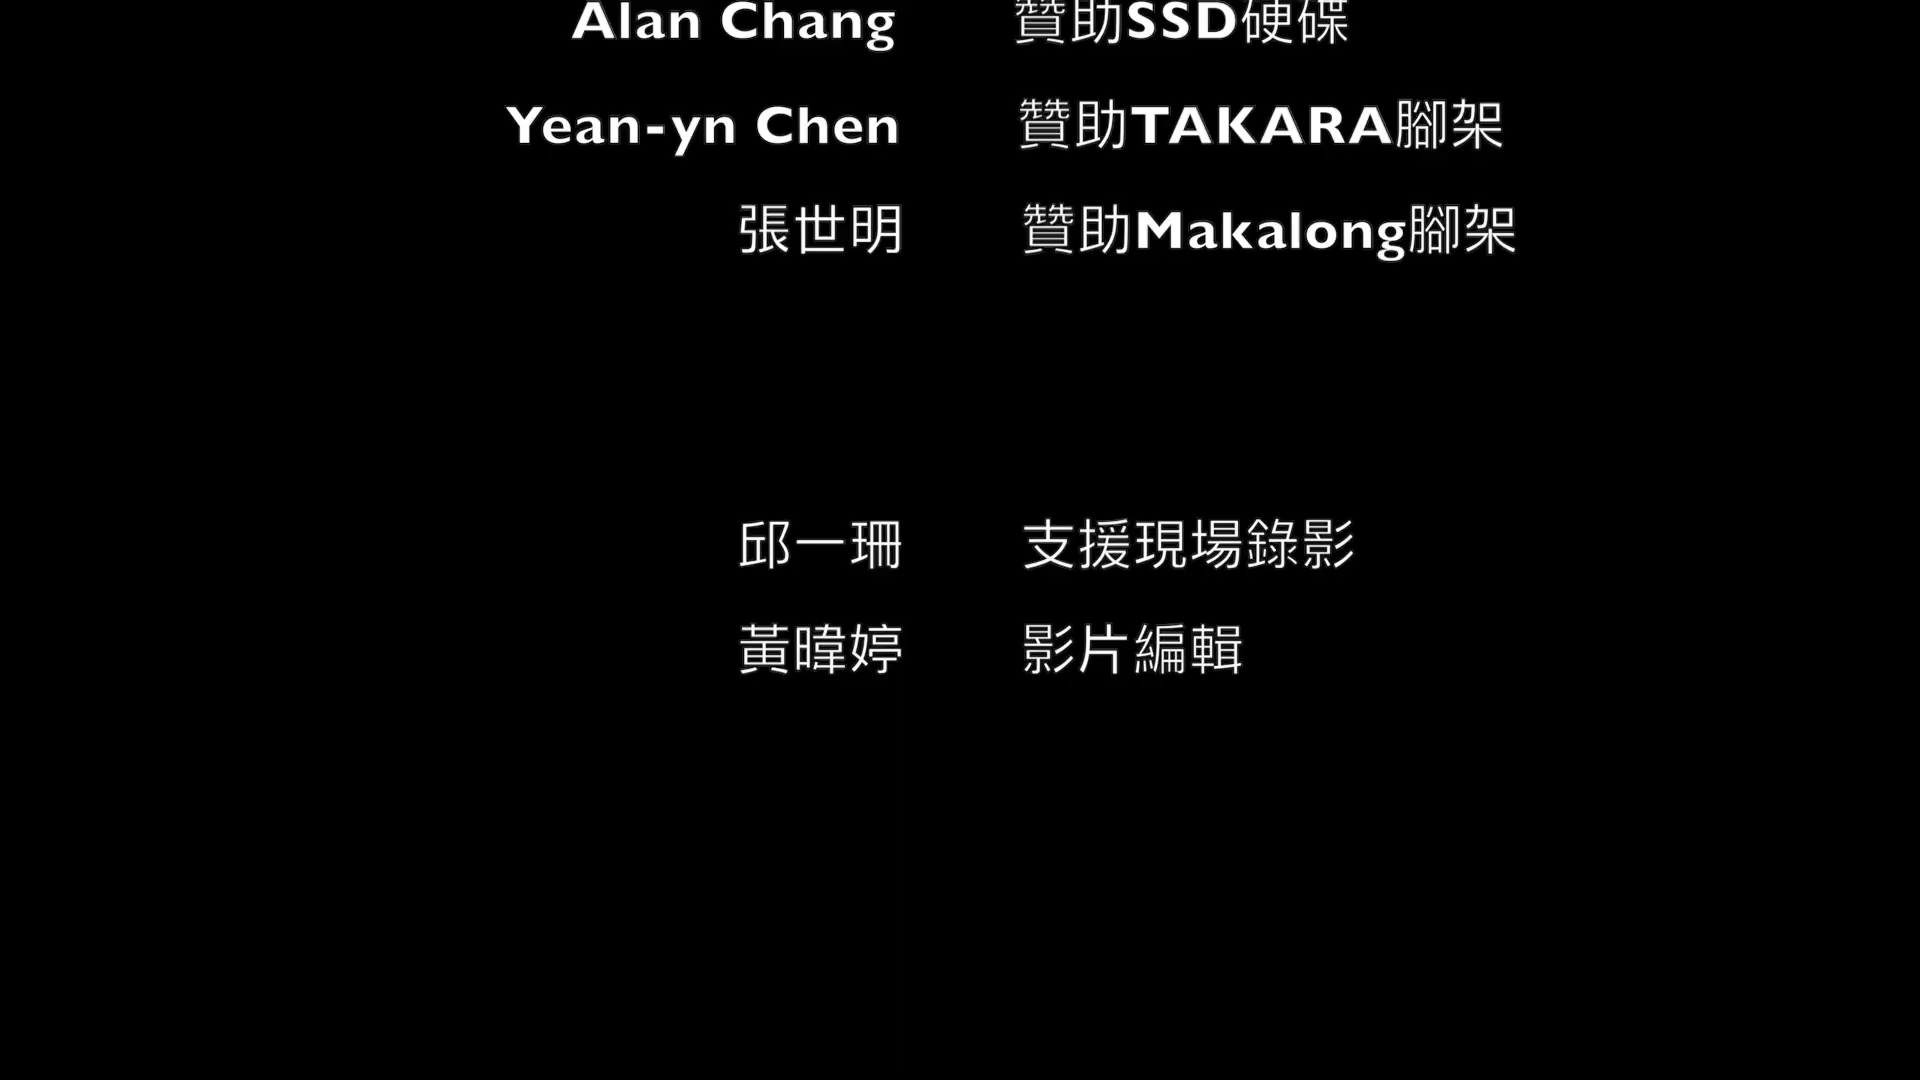 Alan Chang 贊助SSD硬碟
Yean-yn Chen 贊助TAKARA腳架
張世明 贊助Makalong腳架
邱一珊 支援現場錄影
黃暐婷 影片編輯